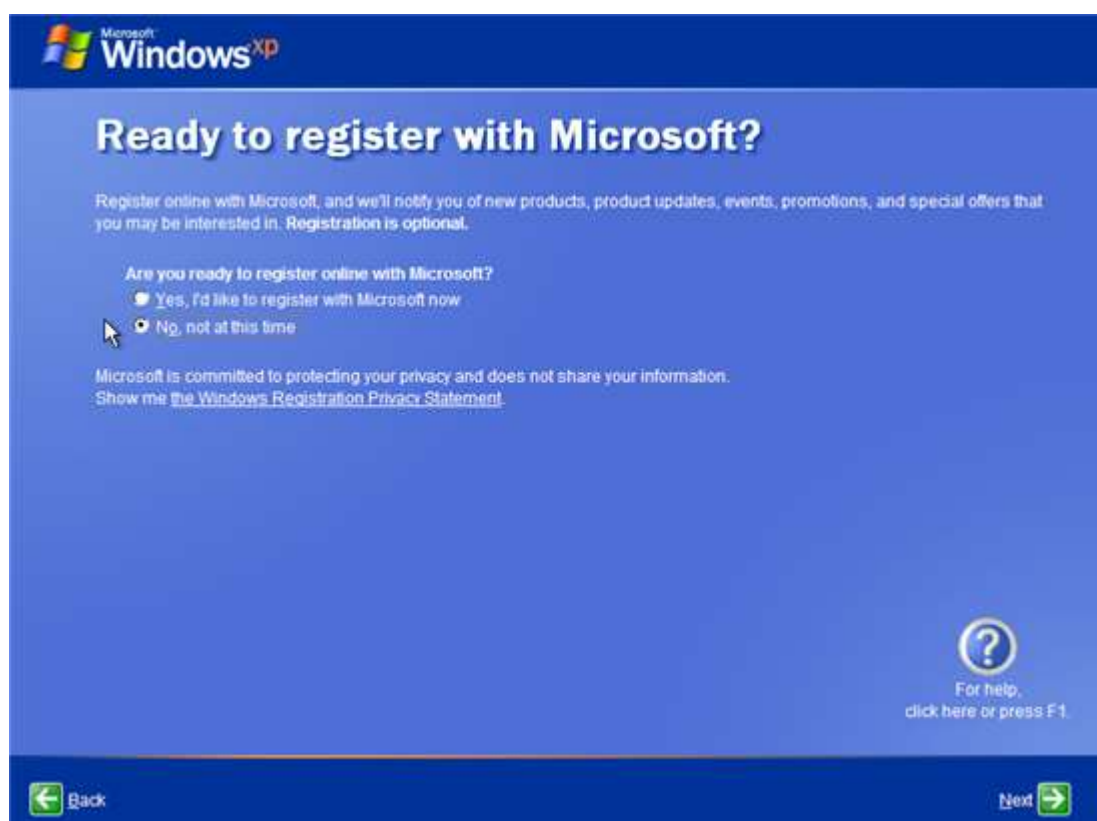 Microsoft
Windows xp
Ready to register with Microsoft?
Register online with Microsoft, and we'll notify you of new products, product updates, events, promotions, and special offers that
you may be interested in. Registration is optional.
Are you ready to register online with Microsoft?
Yes, I'd like to register with Microsoft now
No, not at this time
Microsoft is committed to protecting your privacy and does not share your information.
Show me the Windows Registration Privacy Statement.
?
For help,
click here or press F1.
Back
Next